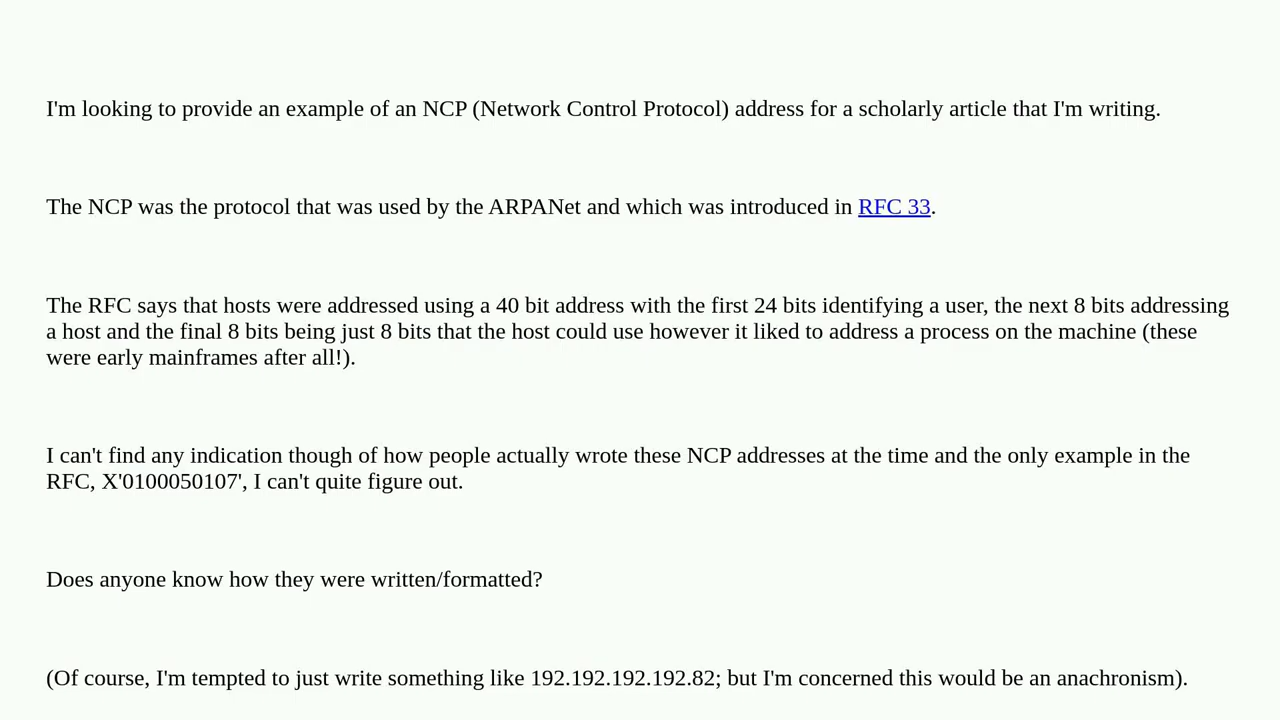 I'm looking to provide an example of an NCP (Network Control Protocol) address for a scholarly article that I'm writing.
The NCP was the protocol that was used by the ARPANet and which was introduced in RFC 33.
The RFC says that hosts were addressed using a 40 bit address with the first 24 bits identifying a user, the next 8 bits addressing
a host and the final 8 bits being just 8 bits that the host could use however it liked to address a process on the machine (these
were early mainframes after all!).
I can't find any indication though of how people actually wrote these NCP addresses at the time and the only example in the
RFC, X'0100050107', I can't quite figure out.
Does anyone know how they were written/formatted?
(Of course, I'm tempted to just write something like 192.192.192.192.82; but I'm concerned this would be an anachronism).